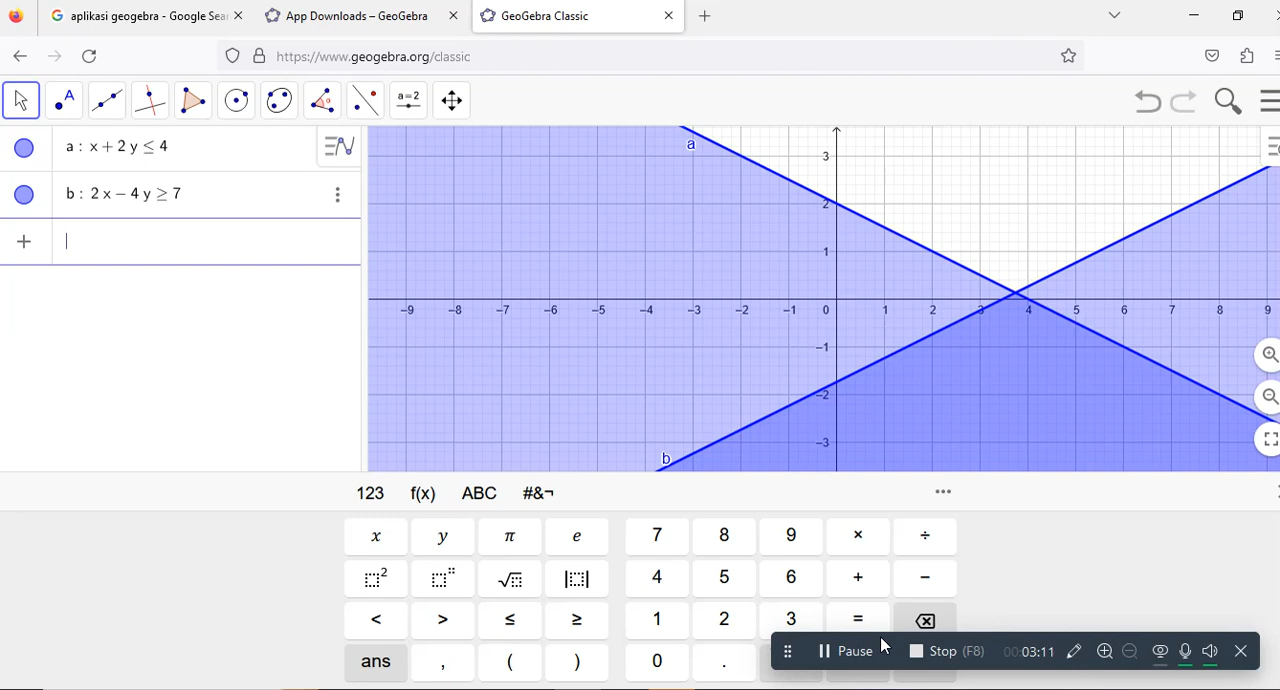 aplikasi geogebra - Google Sear
App Downloads – GeoGebra
GeoGebra Classic
https://www.geogebra.org/classic
A
a=2
a : x + 2 y ≤ 4
b : 2 x − 4 y ≥ 7
a
b
3
2
1
−1
−2
−3
−9 −8 −7 −6 −5 −4 −3 −2 −1 0 1 2 3 4 5 6 7 8 9
123 f(x) ABC #&¬
x y π e 7 8 9 × ÷
2 √ 4 5 6 + −
< > ≤ ≥ 1 2 3 =
ans , ( ) 0 .
Pause Stop (F8) 00:03:11